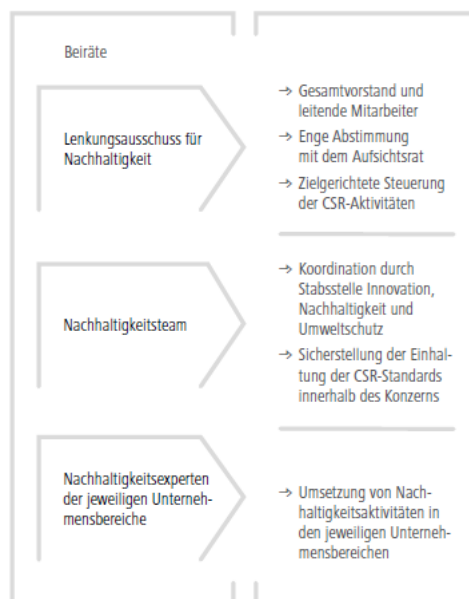 Beiräte
Lenkungsausschuss für
Nachhaltigkeit
→ Gesamtvorstand und
leitende Mitarbeiter
→ Enge Abstimmung
mit dem Aufsichtsrat
→ Zielgerichtete Steuerung
der CSR-Aktivitäten
Nachhaltigkeitsteam
→ Koordination durch
Stabsstelle Innovation,
Nachhaltigkeit und
Umweltschutz
→ Sicherstellung der Einhal-
tung der CSR-Standards
innerhalb des Konzerns
Nachhaltigkeitsexperten
der jeweiligen Unterneh-
mensbereiche
→ Umsetzung von Nach-
haltigkeitsaktivitäten in
den jeweiligen Unterneh-
mensbereichen